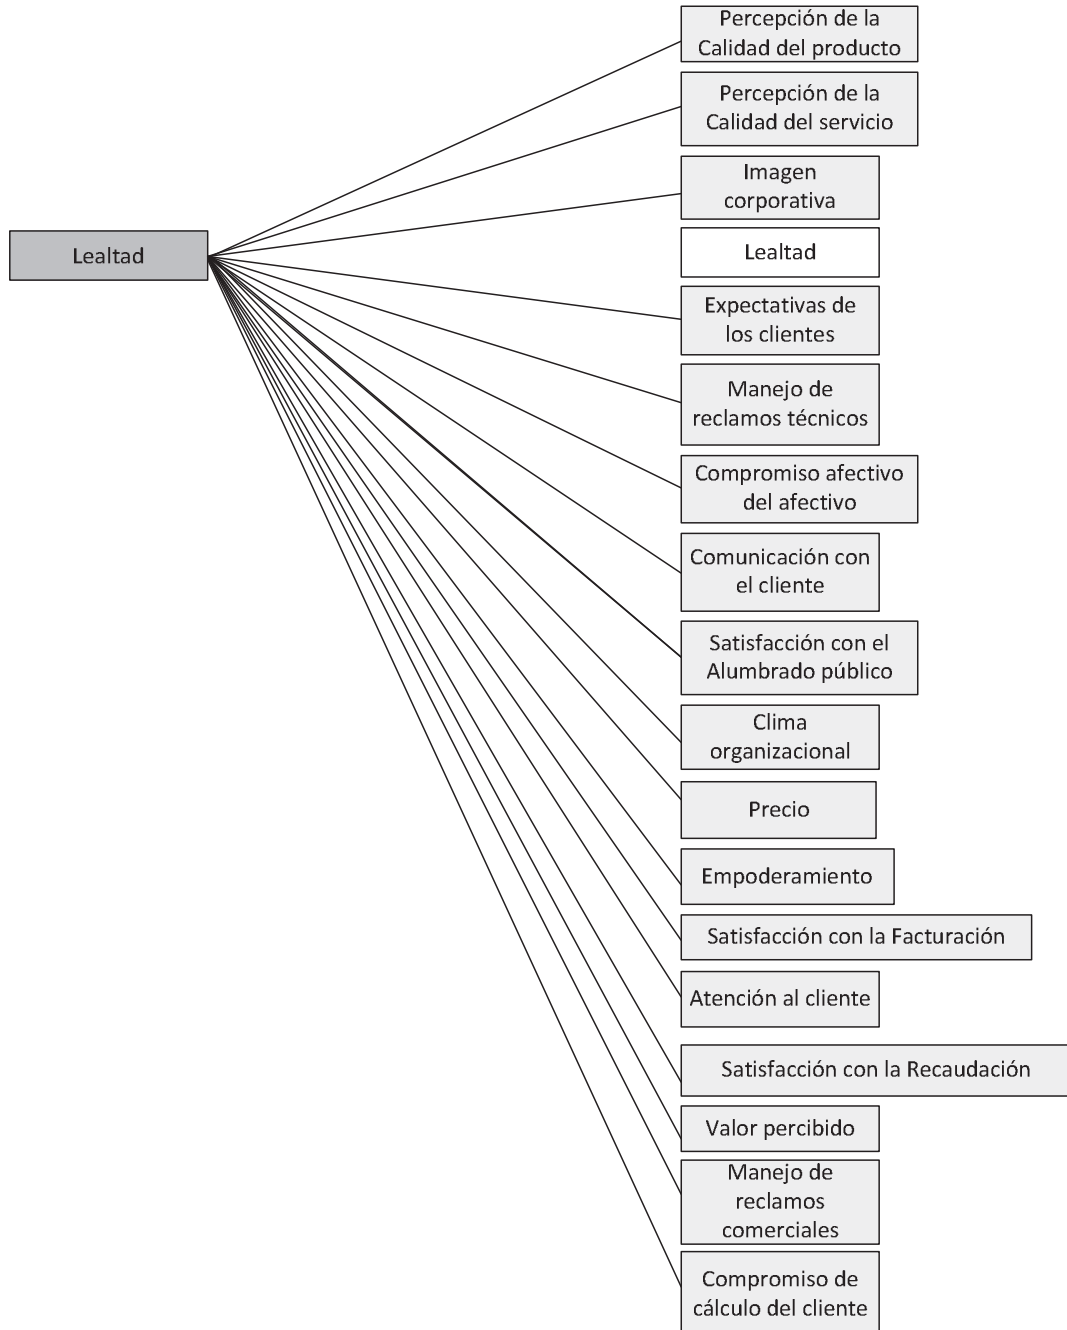 Percepción de la
Calidad del producto
Percepción de la
Calidad del servicio
Imagen
corporativa
Lealtad
Lealtad
Expectativas de
los clientes
Manejo de
reclamos técnicos
Compromiso afectivo
del afectivo
Comunicación con
el cliente
Satisfacción con el
Alumbrado público
Clima
organizacional
Precio
Empoderamiento
Satisfacción con la Facturación
Atención al cliente
Satisfacción con la Recaudación
Valor percibido
Manejo de
reclamos
comerciales
Compromiso de
cálculo del cliente